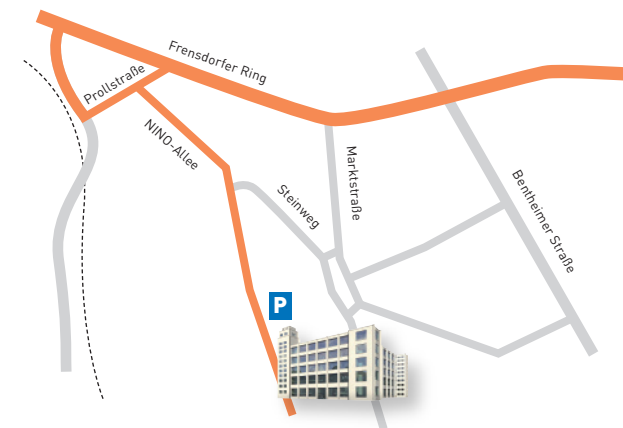 Frensdorfer Ring
Prollstraße
NINO-Allee
Marktstraße
Steinweg
Bentheimer Straße
P